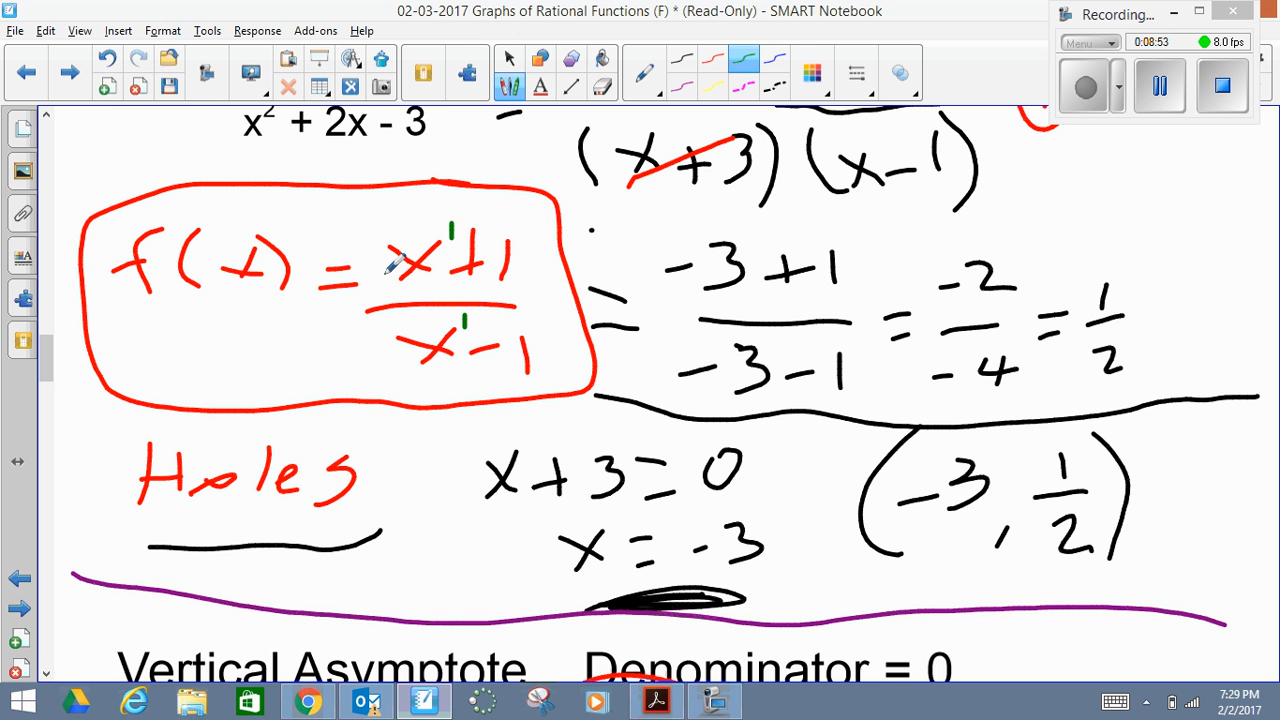 02-03-2017 Graphs of Rational Functions (F) * (Read-Only) - SMART Notebook
Recording...
File Edit View Insert Format Tools Response Add-ons Help
Menu 0:08:53 8.0 fps
x² + 2x - 3 =
(x+3)(x-1)
f(x) = x¹+1 / x¹-1
= -3+1 / -3-1 = -2 / -4 = 1/2
Holes
x+3=0
x=-3
(-3, 1/2)
Vertical Asymptote Denominator = 0
7:29 PM
2/2/2017